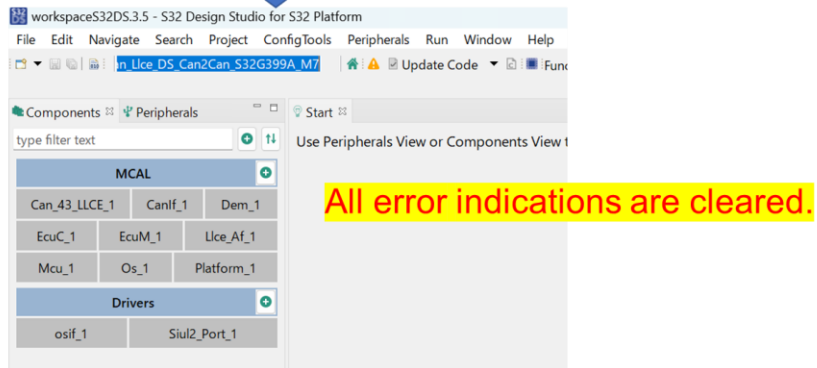 workspaceS32DS.3.5 - S32 Design Studio for S32 Platform
File Edit Navigate Search Project ConfigTools Peripherals Run Window Help
n_Llce_DS_Can2Can_S32G399A_M7 Update Code Func
Components Peripherals Start
type filter text
Use Peripherals View or Components View t
MCAL
Can_43_LLCE_1 CanIf_1 Dem_1
All error indications are cleared.
EcuC_1 EcuM_1 Llce_Af_1
Mcu_1 Os_1 Platform_1
Drivers
osif_1 Siul2_Port_1